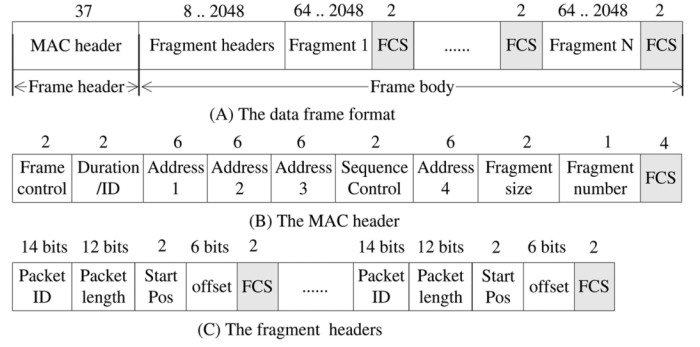 37 8 .. 2048 64 .. 2048 2 2 64 .. 2048 2
MAC header Fragment headers Fragment 1 FCS ...... FCS Fragment N FCS
Frame header Frame body
(A) The data frame format
2 2 6 6 6 2 6 2 1 4
Frame control Duration /ID Address 1 Address 2 Address 3 Sequence Control Address 4 Fragment size Fragment number FCS
(B) The MAC header
14 bits 12 bits 2 6 bits 2 14 bits 12 bits 2 6 bits 2
Packet ID Packet length Start Pos offset FCS ...... Packet ID Packet length Start Pos offset FCS
(C) The fragment headers